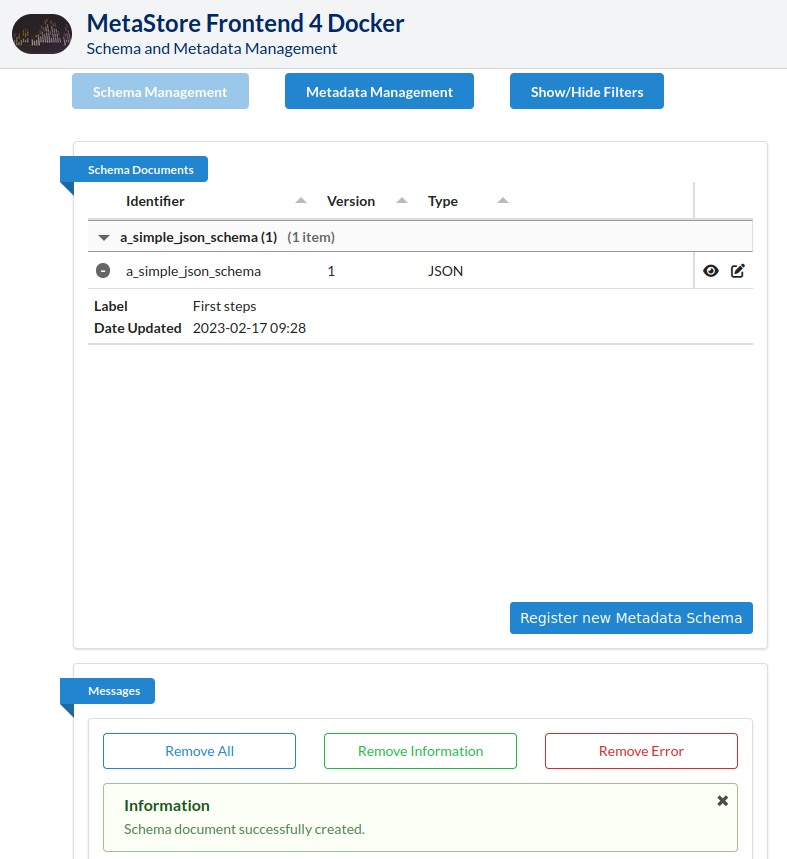 MetaStore Frontend 4 Docker
Schema and Metadata Management
Schema Management Metadata Management Show/Hide Filters
Schema Documents
Identifier Version Type
a_simple_json_schema (1) (1 item)
a_simple_json_schema 1 JSON
Label First steps
Date Updated 2023-02-17 09:28
Register new Metadata Schema
Messages
Remove All Remove Information Remove Error
Information
Schema document successfully created.